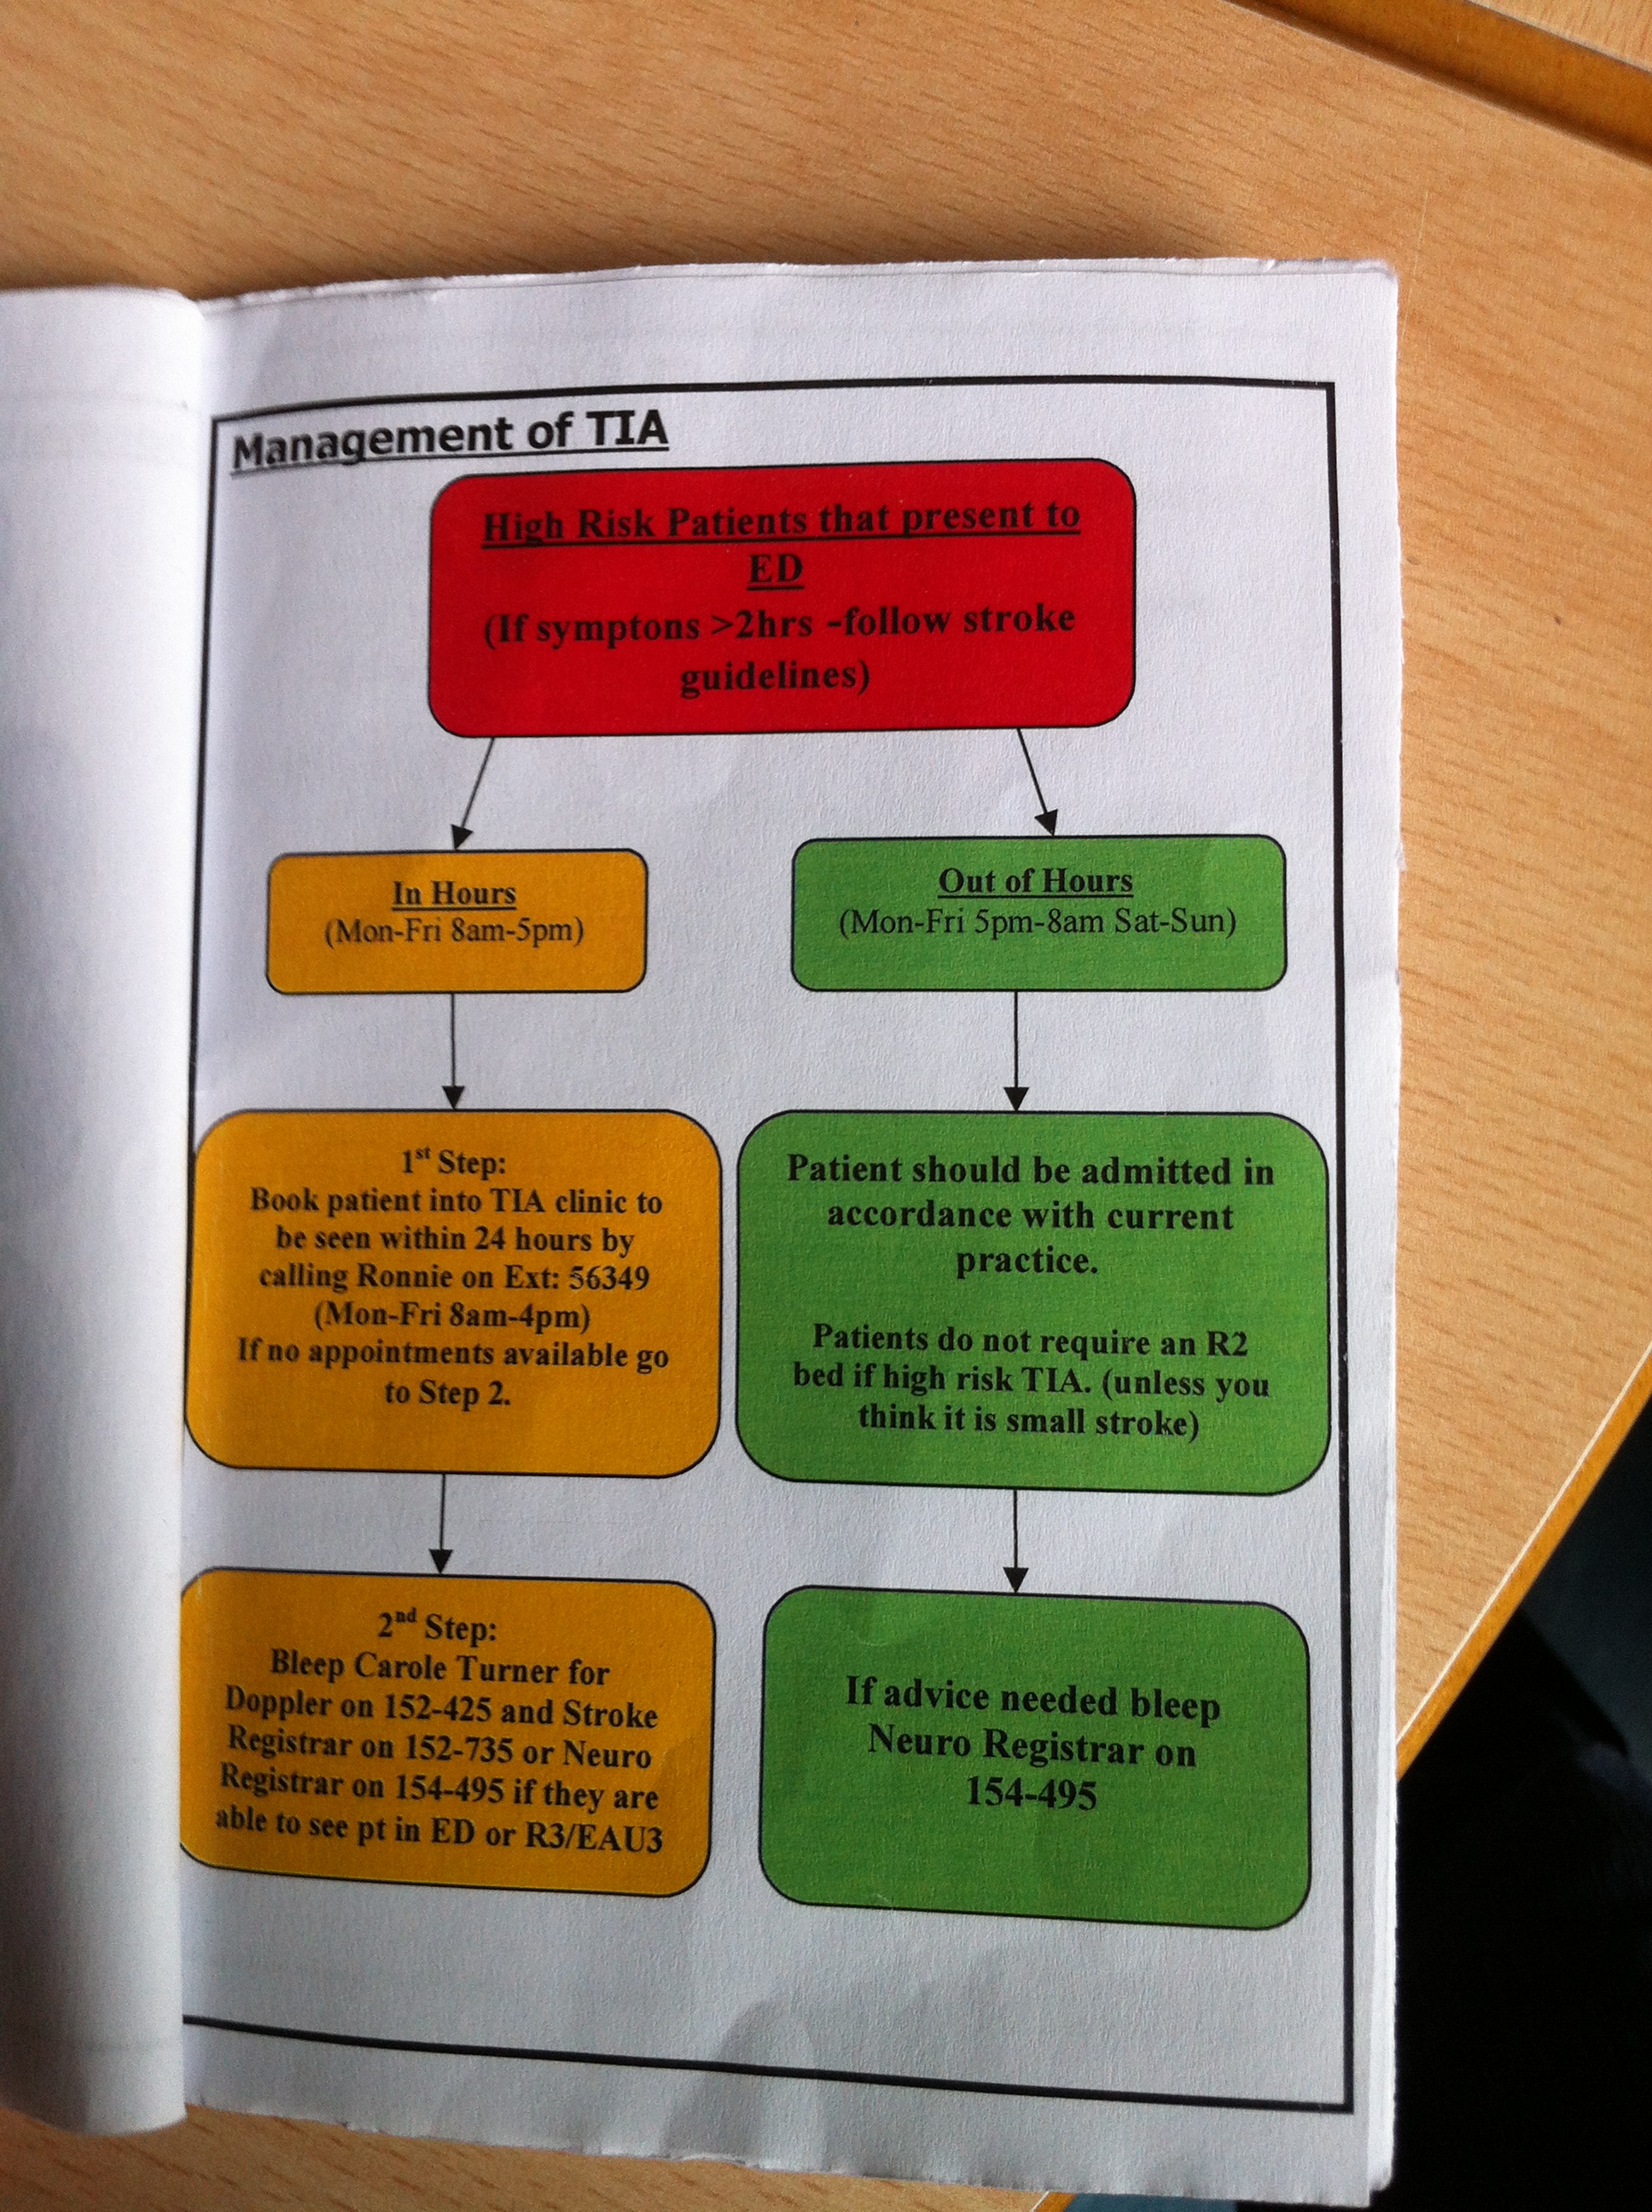 Management of TIA
High Risk Patients that present to
ED
(If symptons >2hrs -follow stroke
guidelines)
In Hours
(Mon-Fri 8am-5pm)
1st Step:
Book patient into TIA clinic to
be seen within 24 hours by
calling Ronnie on Ext: 56349
(Mon-Fri 8am-4pm)
If no appointments available go
to Step 2.
2nd Step:
Bleep Carole Turner for
Doppler on 152-425 and Stroke
Registrar on 152-735 or Neuro
Registrar on 154-495 if they are
able to see pt in ED or R3/EAU3
Out of Hours
(Mon-Fri 5pm-8am Sat-Sun)
Patient should be admitted in
accordance with current
practice.
Patients do not require an R2
bed if high risk TIA. (unless you
think it is small stroke)
If advice needed bleep
Neuro Registrar on
154-495